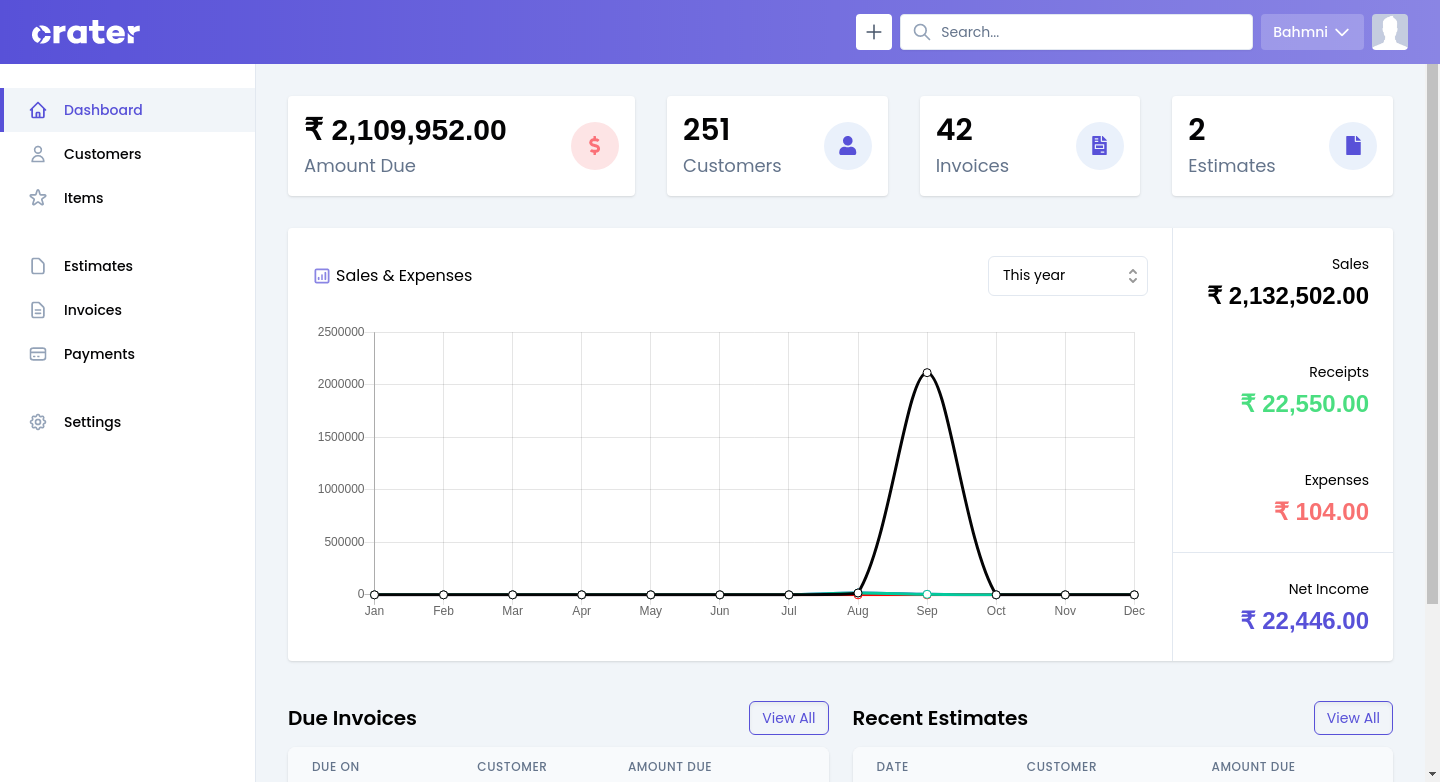 crater
Search...
Bahmni
Dashboard
Customers
Items
Estimates
Invoices
Payments
Settings
₹ 2,109,952.00
Amount Due
$
251
Customers
42
Invoices
2
Estimates
Sales & Expenses
This year
2500000
2000000
1500000
1000000
500000
0
Jan Feb Mar Apr May Jun Jul Aug Sep Oct Nov Dec
Sales
₹ 2,132,502.00
Receipts
₹ 22,550.00
Expenses
₹ 104.00
Net Income
₹ 22,446.00
Due Invoices
View All
DUE ON CUSTOMER AMOUNT DUE
Recent Estimates
View All
DATE CUSTOMER AMOUNT DUE